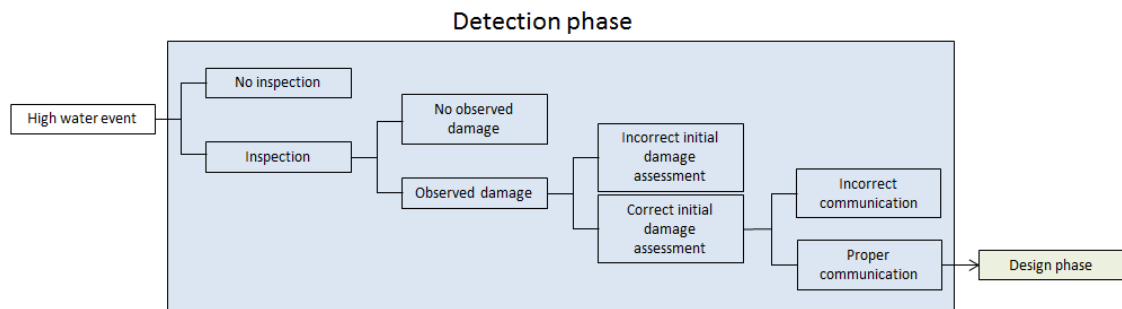 Detection phase
No inspection
High water event
Inspection
No observed
damage
Observed damage
Incorrect initial
damage
assessment
Correct initial
damage
assessment
Incorrect
communication
Proper
communication
Design phase